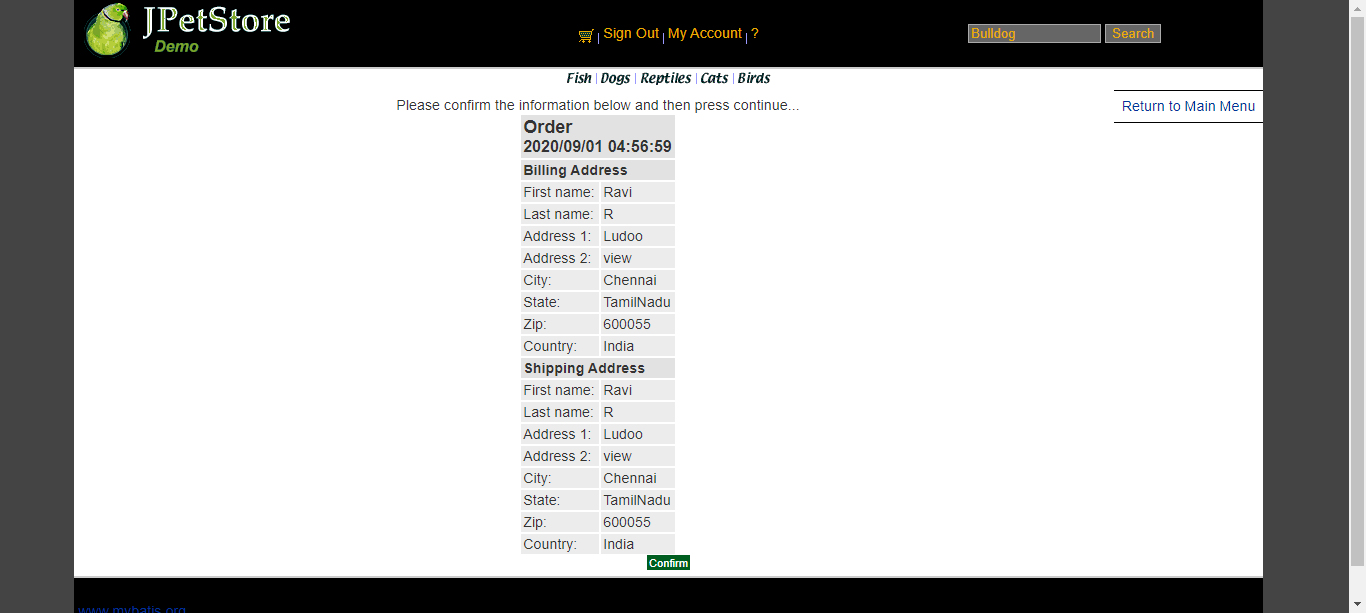 JPetStore
Demo
Sign Out | My Account | ?
Bulldog Search
Fish | Dogs | Reptiles | Cats | Birds
Please confirm the information below and then press continue...
Return to Main Menu
Order
2020/09/01 04:56:59
Billing Address
First name: Ravi
Last name: R
Address 1: Ludoo
Address 2: view
City: Chennai
State: TamilNadu
Zip: 600055
Country: India
Shipping Address
First name: Ravi
Last name: R
Address 1: Ludoo
Address 2: view
City: Chennai
State: TamilNadu
Zip: 600055
Country: India
Confirm
www.mybatis.org